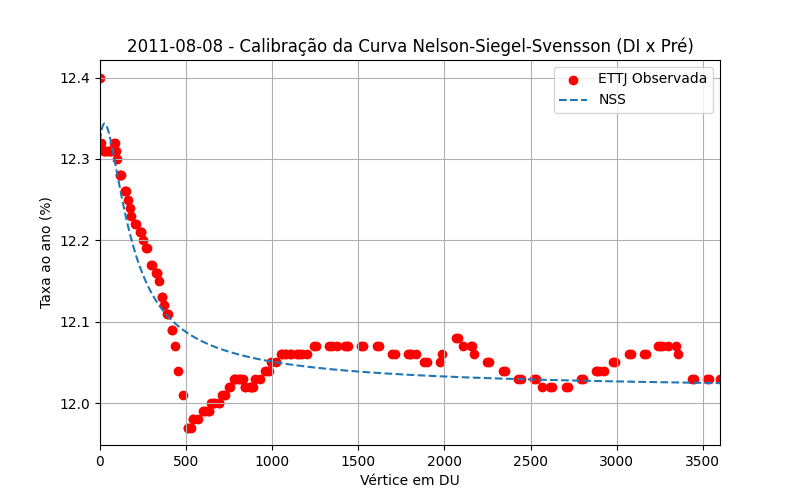 2011-08-08 - Calibração da Curva Nelson-Siegel-Svensson (DI x Pré)
ETTJ Observada
NSS
Taxa ao ano (%)
12.4
12.3
12.2
12.1
12.0
0 500 1000 1500 2000 2500 3000 3500
Vértice em DU